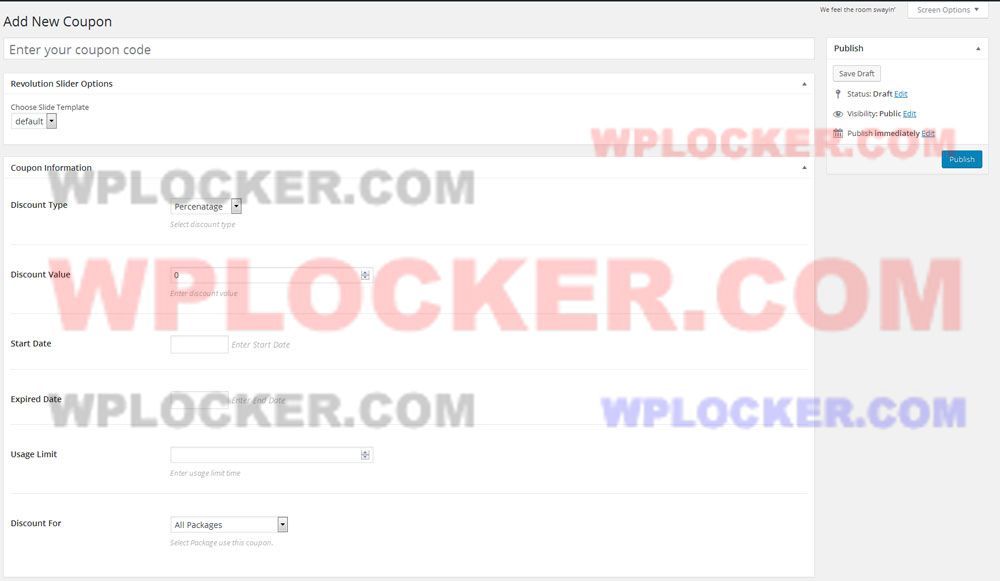 We feel the room swayin'
Screen Options
Add New Coupon
Enter your coupon code
Publish
Save Draft
Status: Draft Edit
Visibility: Public Edit
Publish immediately Edit
Publish
Revolution Slider Options
Choose Slide Template
default
WPLOCKER.COM
Coupon Information
WPLOCKER.COM
Discount Type
Percenatage
Select discount type
Discount Value
0
Enter discount value
WPLOCKER.COM
Start Date
Enter Start Date
Expired Date
Enter End Date
WPLOCKER.COM
WPLOCKER.COM
Usage Limit
Enter usage limit time
Discount For
All Packages
Select Package use this coupon.